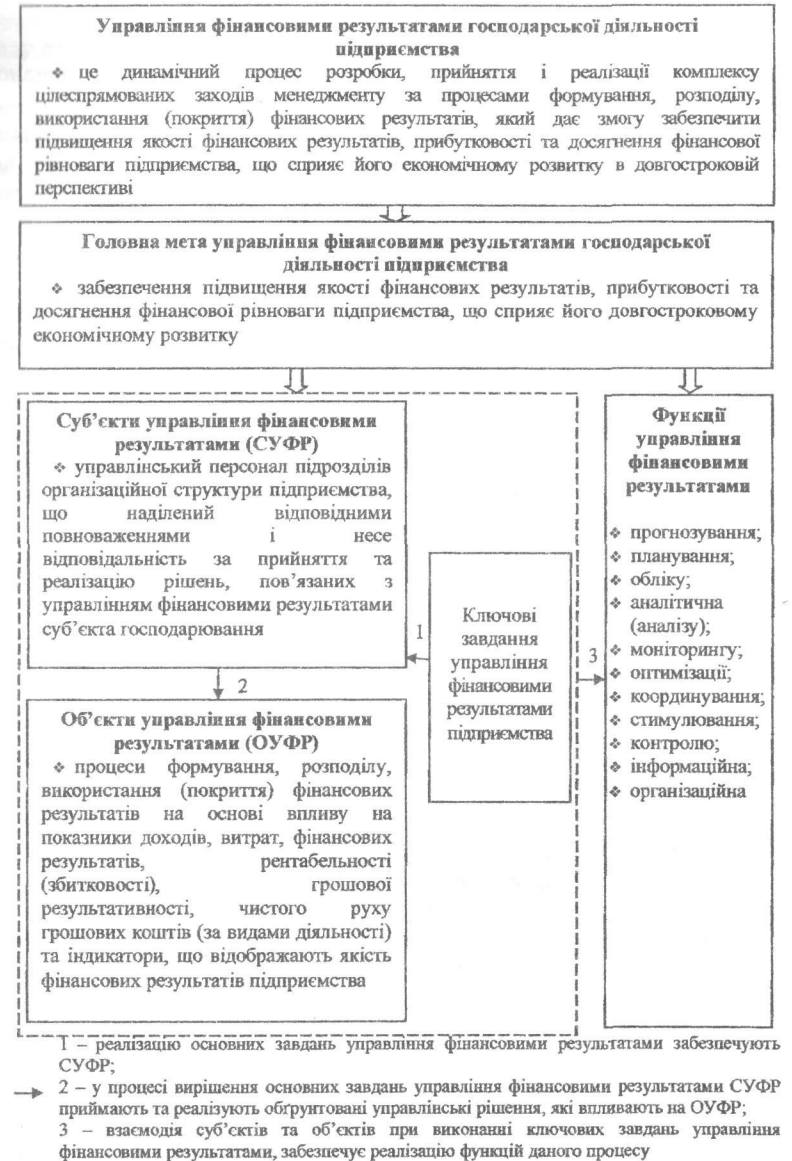 Управління фінансовими результатами господарської діяльності
підприємства
❖ це динамічний процес розробки, прийняття і реалізації комплексу
цілеспрямованих заходів менеджменту за процесами формування, розподілу,
використання (покриття) фінансових результатів, який дає змогу забезпечити
підвищення якості фінансових результатів, прибутковості та досягнення фінансової
рівноваги підприємства, що сприяє його економічному розвитку в довгостроковій
перспективі
Головна мета управління фінансовими результатами господарської
діяльності підприємства
❖ забезпечення підвищення якості фінансових результатів, прибутковості та
досягнення фінансової рівноваги підприємства, що сприяє його довгостроковому
економічному розвитку
Суб’єкти управління фінансовими
результатами (СУФР)
❖ управлінський персонал підрозділів
організаційної структури підприємства,
що наділений відповідними
повноваженнями і несе
відповідальність за прийняття та
реалізацію рішень, пов’язаних з
управлінням фінансовими результатами
суб’єкта господарювання
1
2
Об’єкти управління фінансовими
результатами (ОУФР)
❖ процеси формування, розподілу,
використання (покриття) фінансових
результатів на основі впливу на
показники доходів, витрат, фінансових
результатів, рентабельності
(збитковості), грошової
результативності, чистого руху
грошових коштів (за видами діяльності)
та індикатори, що відображають якість
фінансових результатів підприємства
Ключові
завдання
управління
фінансовими
результатами
підприємства
3
Функції
управління
фінансовими
результатами
❖ прогнозування;
❖ планування;
❖ обліку;
❖ аналітична
(аналізу);
❖ моніторингу;
❖ оптимізації;
❖ координування;
❖ стимулювання;
❖ контролю;
❖ інформаційна;
❖ організаційна
1 – реалізацію основних завдань управління фінансовими результатами забезпечують
СУФР;
2 – у процесі вирішення основних завдань управління фінансовими результатами СУФР
приймають та реалізують обґрунтовані управлінські рішення, які впливають на ОУФР;
3 – взаємодія суб’єктів та об’єктів при виконанні ключових завдань управління
фінансовими результатами, забезпечує реалізацію функцій даного процесу